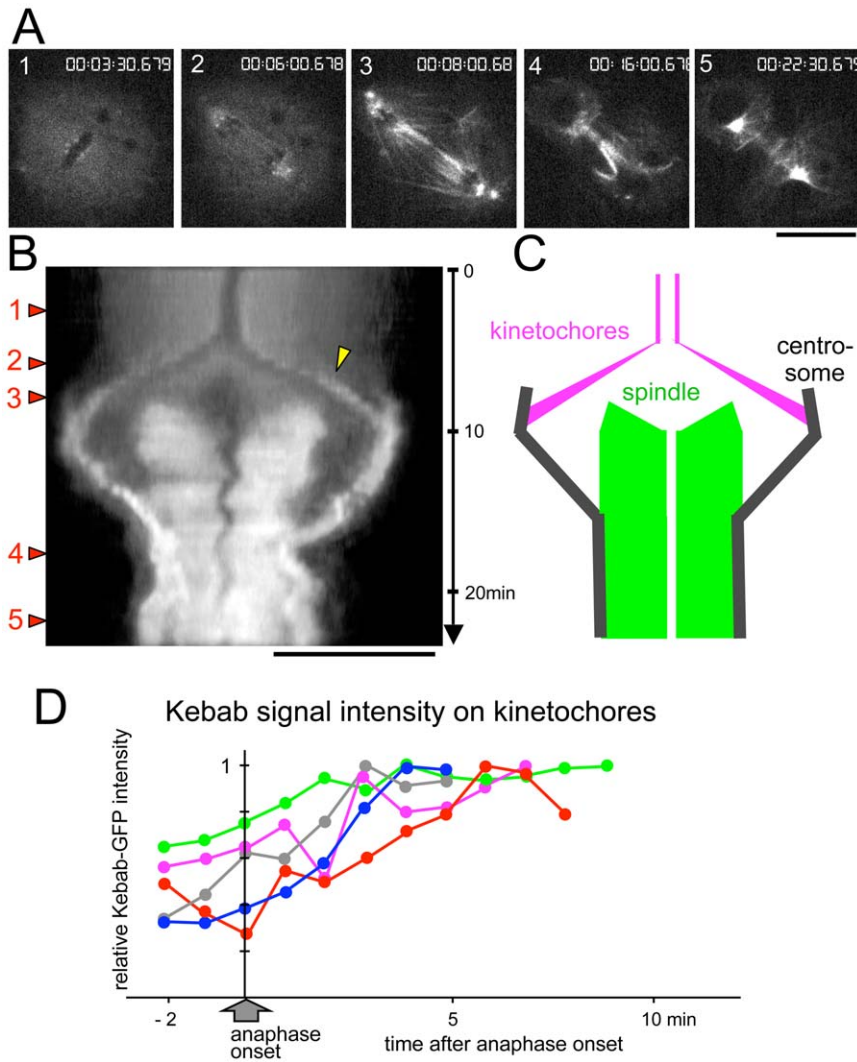 A
1 00:03:30.679
2 00:06:00.678
3 00:08:00.68
4 00:16:00.678
5 00:22:30.679
B
1
2
3
4
5
0
10
20min
C
kinetochores
centro-
some
spindle
D
Kebab signal intensity on kinetochores
relative Kebab-GFP intensity
1
- 2
5
10 min
anaphase
onset
time after anaphase onset